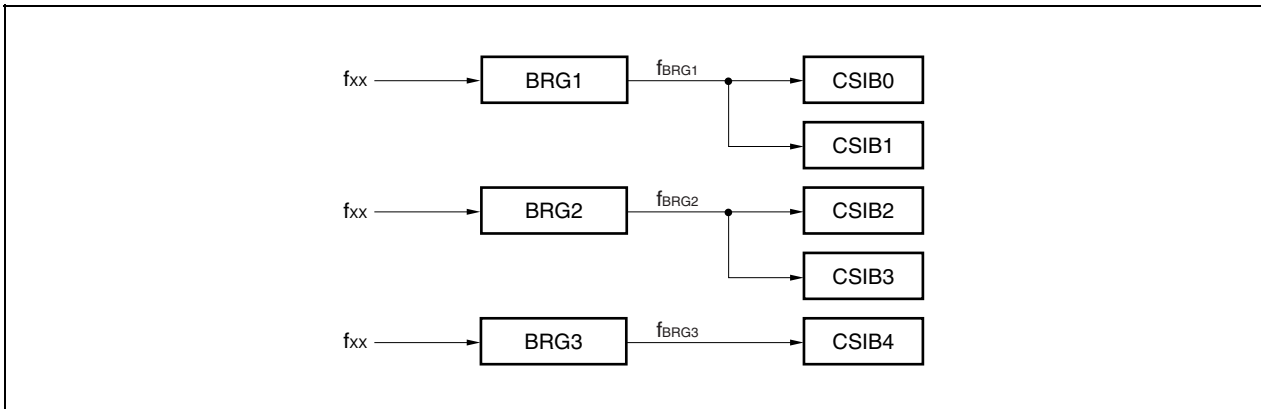 fxx BRG1 fBRG1 CSIB0
CSIB1
fxx BRG2 fBRG2 CSIB2
CSIB3
fxx BRG3 fBRG3 CSIB4